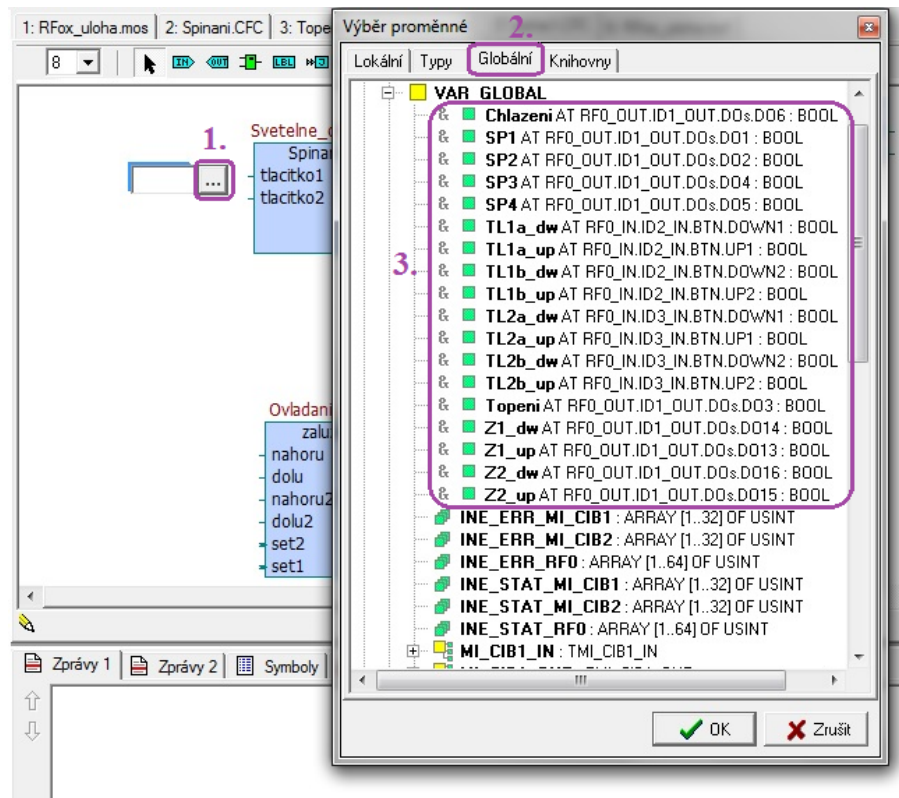 1: RFox_uloha.mos 2: Spinani.CFC 3: Tope
Výběr proměnné
2.
8
IN> OUT LBL
Lokální Typy Globální Knihovny
VAR_GLOBAL
& Chlazeni AT RF0_OUT.ID1_OUT.DOs.DO6 : BOOL
& SP1 AT RF0_OUT.ID1_OUT.DOs.DO1 : BOOL
& SP2 AT RF0_OUT.ID1_OUT.DOs.DO2 : BOOL
& SP3 AT RF0_OUT.ID1_OUT.DOs.DO4 : BOOL
& SP4 AT RF0_OUT.ID1_OUT.DOs.DO5 : BOOL
& TL1a_dw AT RF0_IN.ID2_IN.BTN.DOWN1 : BOOL
& TL1a_up AT RF0_IN.ID2_IN.BTN.UP1 : BOOL
& TL1b_dw AT RF0_IN.ID2_IN.BTN.DOWN2 : BOOL
& TL1b_up AT RF0_IN.ID2_IN.BTN.UP2 : BOOL
& TL2a_dw AT RF0_IN.ID3_IN.BTN.DOWN1 : BOOL
& TL2a_up AT RF0_IN.ID3_IN.BTN.UP1 : BOOL
& TL2b_dw AT RF0_IN.ID3_IN.BTN.DOWN2 : BOOL
& TL2b_up AT RF0_IN.ID3_IN.BTN.UP2 : BOOL
& Topeni AT RF0_OUT.ID1_OUT.DOs.DO3 : BOOL
& Z1_dw AT RF0_OUT.ID1_OUT.DOs.DO14 : BOOL
& Z1_up AT RF0_OUT.ID1_OUT.DOs.DO13 : BOOL
& Z2_dw AT RF0_OUT.ID1_OUT.DOs.DO16 : BOOL
& Z2_up AT RF0_OUT.ID1_OUT.DOs.DO15 : BOOL
INE_ERR_MI_CIB1 : ARRAY [1..32] OF USINT
INE_ERR_MI_CIB2 : ARRAY [1..32] OF USINT
INE_ERR_RF0 : ARRAY [1..64] OF USINT
INE_STAT_MI_CIB1 : ARRAY [1..32] OF USINT
INE_STAT_MI_CIB2 : ARRAY [1..32] OF USINT
INE_STAT_RF0 : ARRAY [1..64] OF USINT
MI_CIB1_IN : TMI_CIB1_IN
3.
OK Zrušit
1.
...
Svetelne_
Spina
tlacitko1
tlacitko2
Ovladani
zalu
nahoru
dolu
nahoru2
dolu2
set2
set1
Zprávy 1 Zprávy 2 Symboly